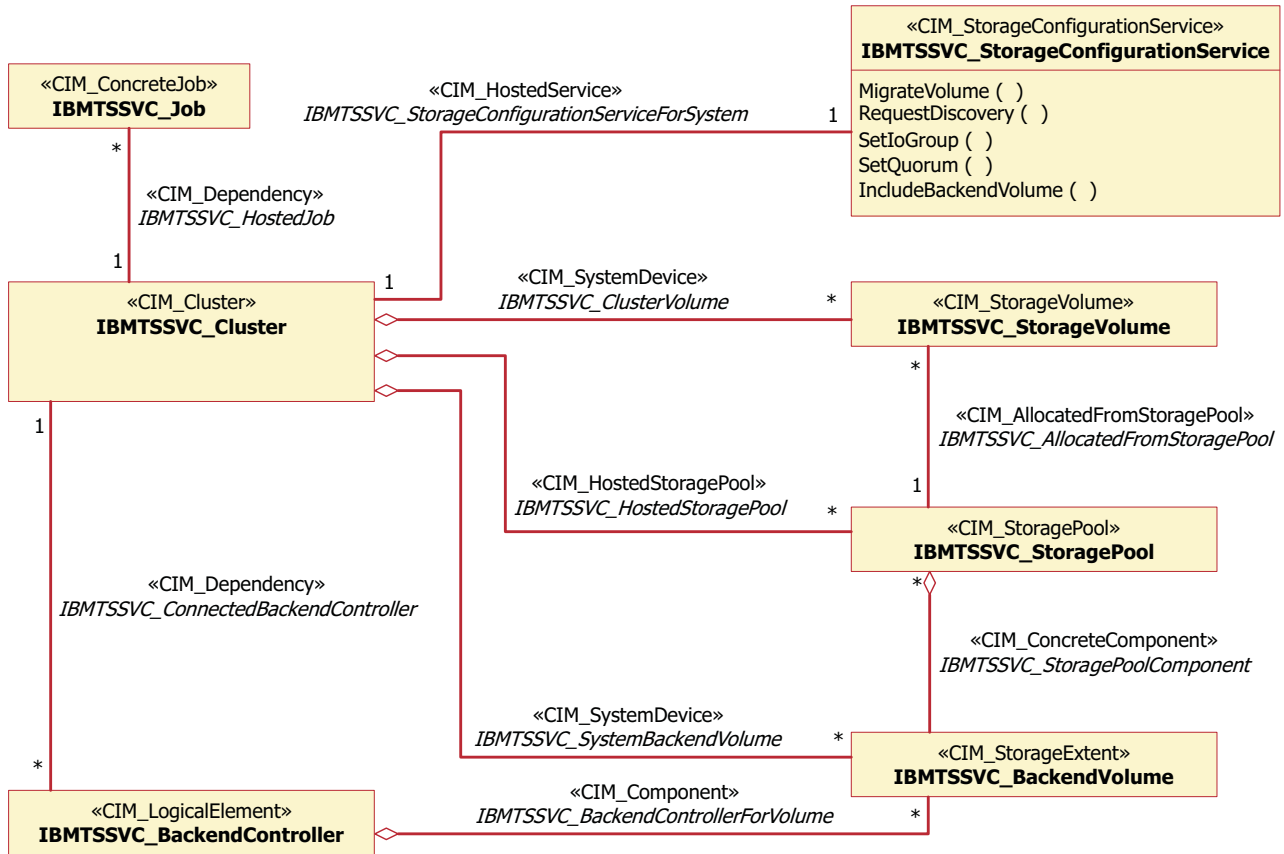 «CIM_StorageConfigurationService»
IBMTSSVC_StorageConfigurationService
MigrateVolume ( )
RequestDiscovery ( )
SetIoGroup ( )
SetQuorum ( )
IncludeBackendVolume ( )
«CIM_ConcreteJob»
IBMTSSVC_Job
«CIM_HostedService»
IBMTSSVC_StorageConfigurationServiceForSystem
1
*
«CIM_Dependency»
IBMTSSVC_HostedJob
1
1
«CIM_Cluster»
IBMTSSVC_Cluster
«CIM_SystemDevice»
IBMTSSVC_ClusterVolume
*
«CIM_StorageVolume»
IBMTSSVC_StorageVolume
*
«CIM_AllocatedFromStoragePool»
IBMTSSVC_AllocatedFromStoragePool
1
1
«CIM_HostedStoragePool»
IBMTSSVC_HostedStoragePool
*
«CIM_StoragePool»
IBMTSSVC_StoragePool
*
«CIM_Dependency»
IBMTSSVC_ConnectedBackendController
«CIM_ConcreteComponent»
IBMTSSVC_StoragePoolComponent
«CIM_SystemDevice»
IBMTSSVC_SystemBackendVolume
*
«CIM_StorageExtent»
IBMTSSVC_BackendVolume
*
«CIM_LogicalElement»
IBMTSSVC_BackendController
«CIM_Component»
IBMTSSVC_BackendControllerForVolume
*